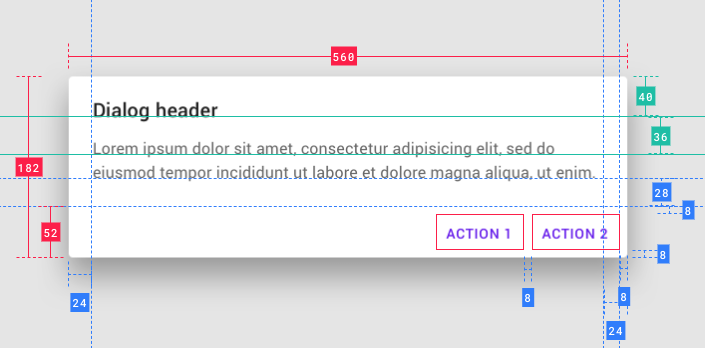 560
Dialog header
40
36
Lorem ipsum dolor sit amet, consectetur adipisicing elit, sed do
182
eiusmod tempor incididunt ut labore et dolore magna aliqua, ut enim.
28
8
52
ACTION 1
ACTION 2
8
24
8
8
24